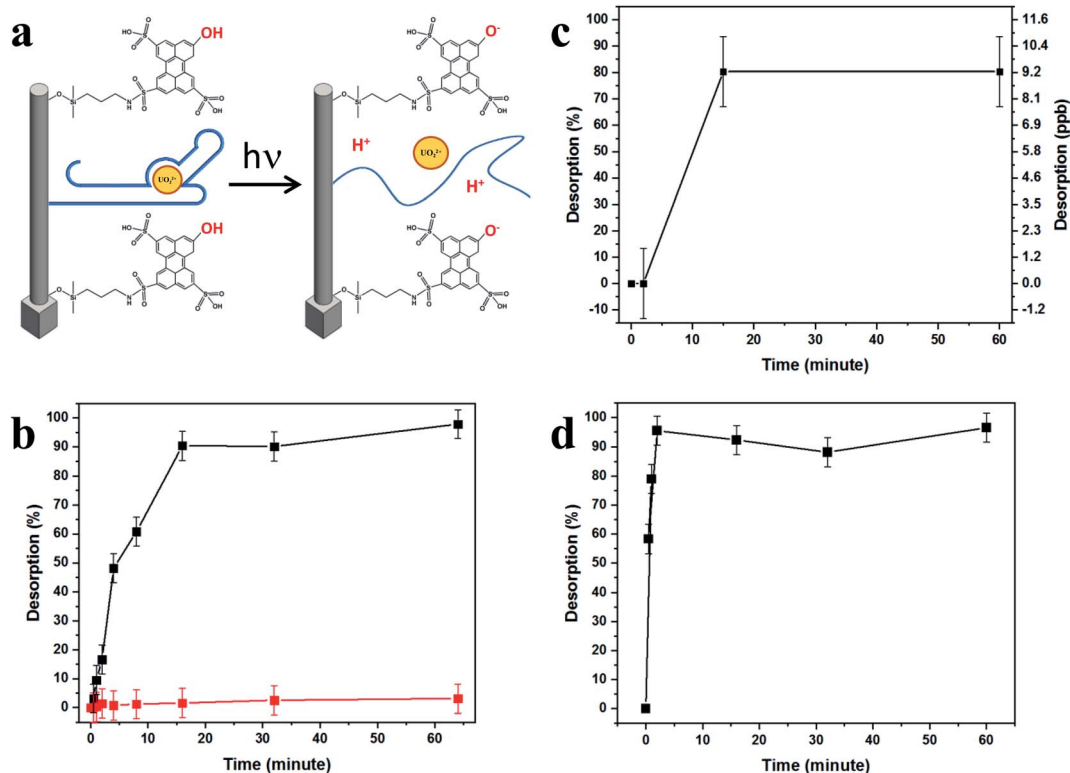 a
HO
OH
O
Si
N
H
UO₂²⁺
hν
O⁻
H⁺
UO₂²⁺
H⁺
OH
O⁻
c
Desorption (%)
100
90
80
70
60
50
40
30
20
10
0
-10
Desorption (ppb)
11.6
10.4
9.2
8.1
6.9
5.8
4.6
3.5
2.3
1.2
0.0
-1.2
0 10 20 30 40 50 60
Time (minute)
b
Desorption (%)
100
90
80
70
60
50
40
30
20
10
0
0 10 20 30 40 50 60
Time (minute)
d
Desorption (%)
100
90
80
70
60
50
40
30
20
10
0
0 10 20 30 40 50 60
Time (minute)